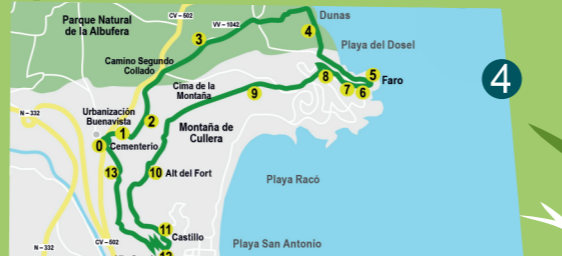 Parque Natural
de la Albufera
CV – 502
VV – 1042
Dunas
3
4
Playa del Dosel
Camino Segundo
Collado
8
5
Faro
7
6
4
Cima de la
Montaña
9
N – 332
Urbanización
Buenavista
1
2
Montaña de
Cullera
0
Cementerio
13
10
Alt del Fort
Playa Racó
11
Castillo
CV – 502
N – 332
Playa San Antonio
12